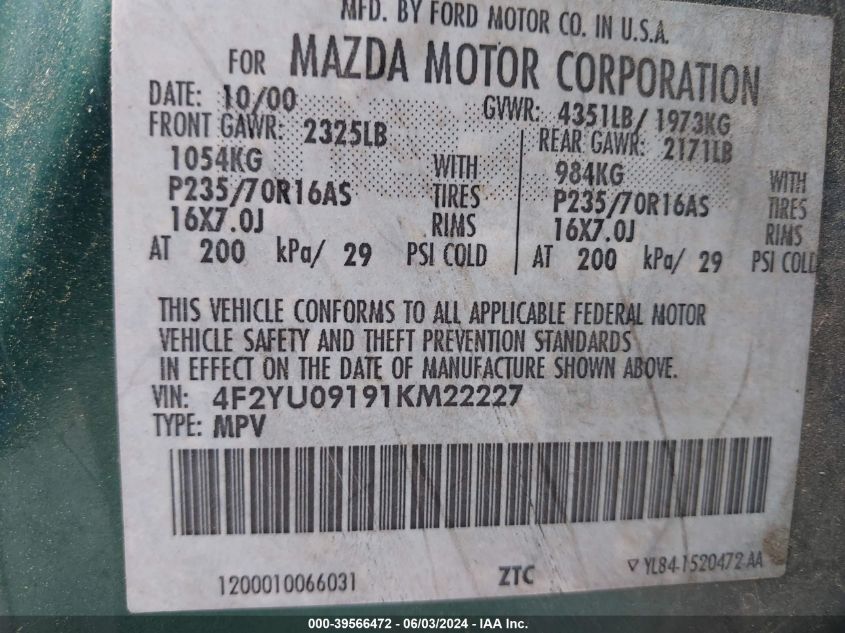 MFD. BY FORD MOTOR CO. IN U.S.A.
FOR MAZDA MOTOR CORPORATION
DATE: 10/00 GVWR: 4351LB/1973KG
FRONT GAWR: 2325LB REAR GAWR: 2171LB
1054KG WITH 984KG WITH
P235/70R16AS TIRES P235/70R16AS TIRES
16X7.0J RIMS 16X7.0J RIMS
AT 200 kPa/ 29 PSI COLD AT 200 kPa/ 29 PSI COLD
THIS VEHICLE CONFORMS TO ALL APPLICABLE FEDERAL MOTOR
VEHICLE SAFETY AND THEFT PREVENTION STANDARDS
IN EFFECT ON THE DATE OF MANUFACTURE SHOWN ABOVE.
VIN: 4F2YU09191KM22227
TYPE: MPV
1200010066031 ZTC ▽ YL84-1520472-AA
000-39566472 - 06/03/2024 - IAA Inc.